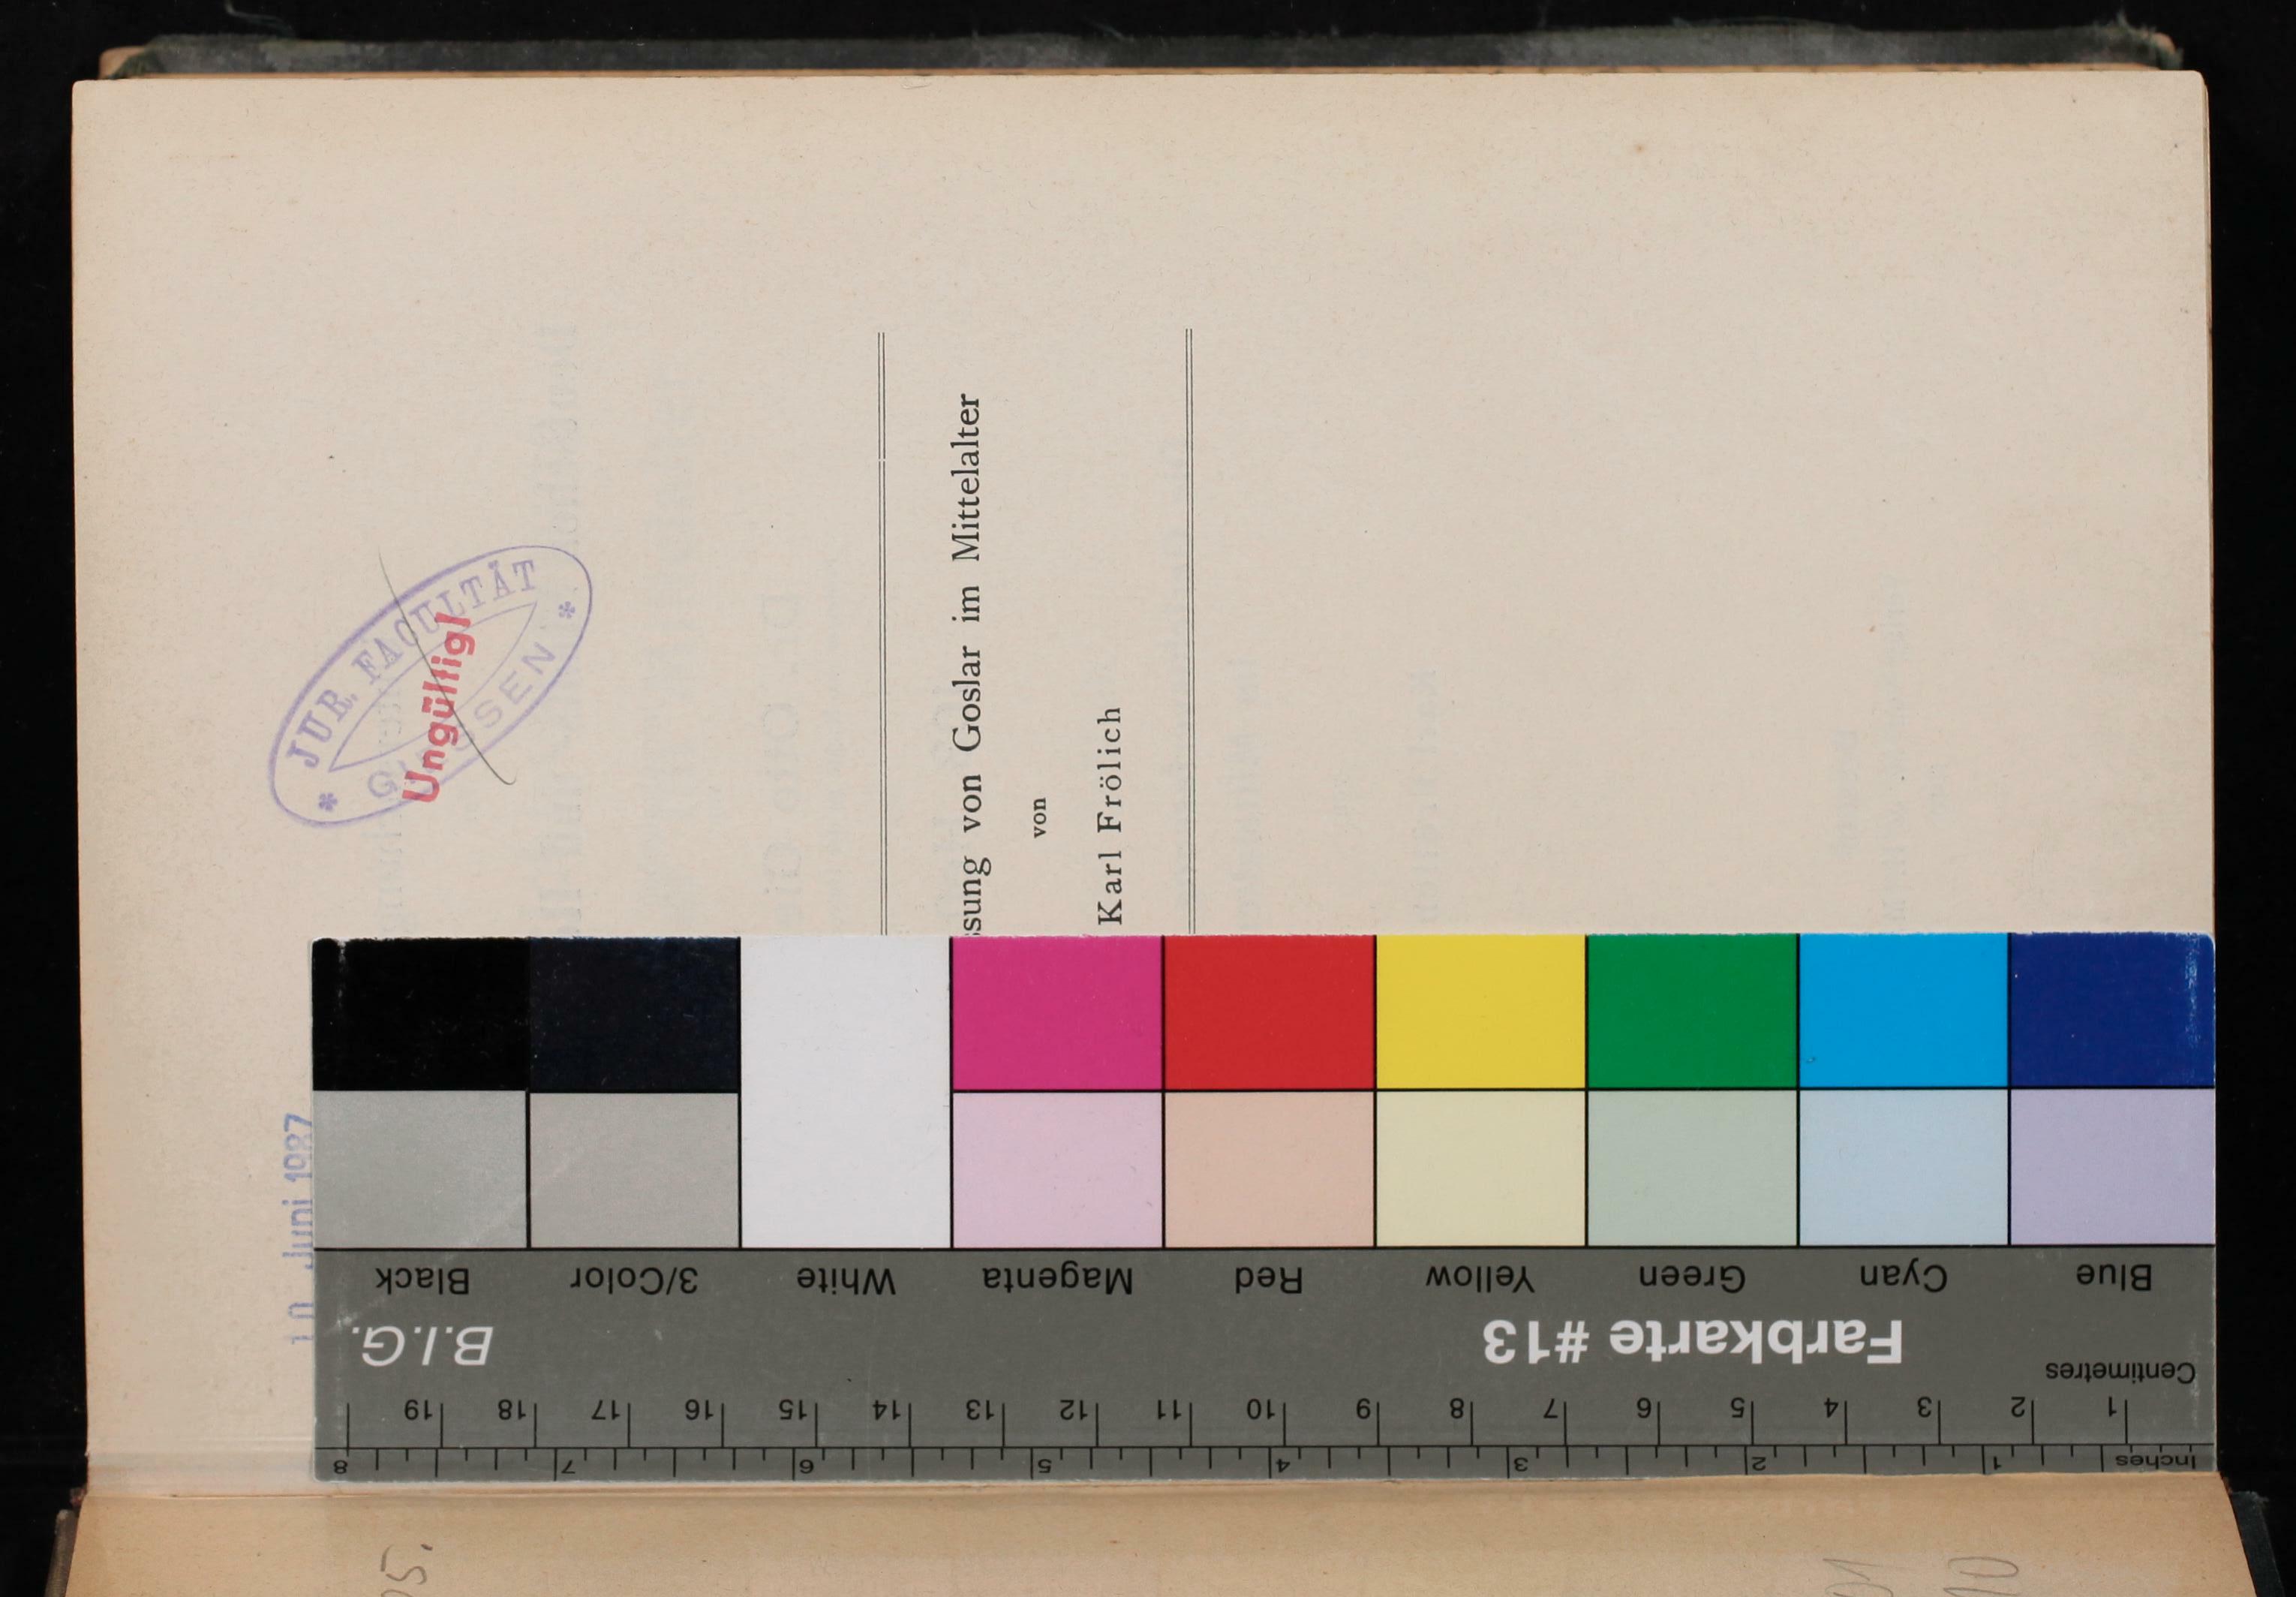 JUR. FACULTÄT
GIESSEN
Ungültig!
ssung von Goslar im Mittelalter
von
Karl Frölich
10. Juni 1987
Black 3/Color White Magenta Red Yellow Green Cyan Blue
B.I.G.
Farbkarte #13
Centimetres
1 2 3 4 5 6 7 8 9 10 11 12 13 14 15 16 17 18 19
Inches 1 2 3 4 5 6 7 8